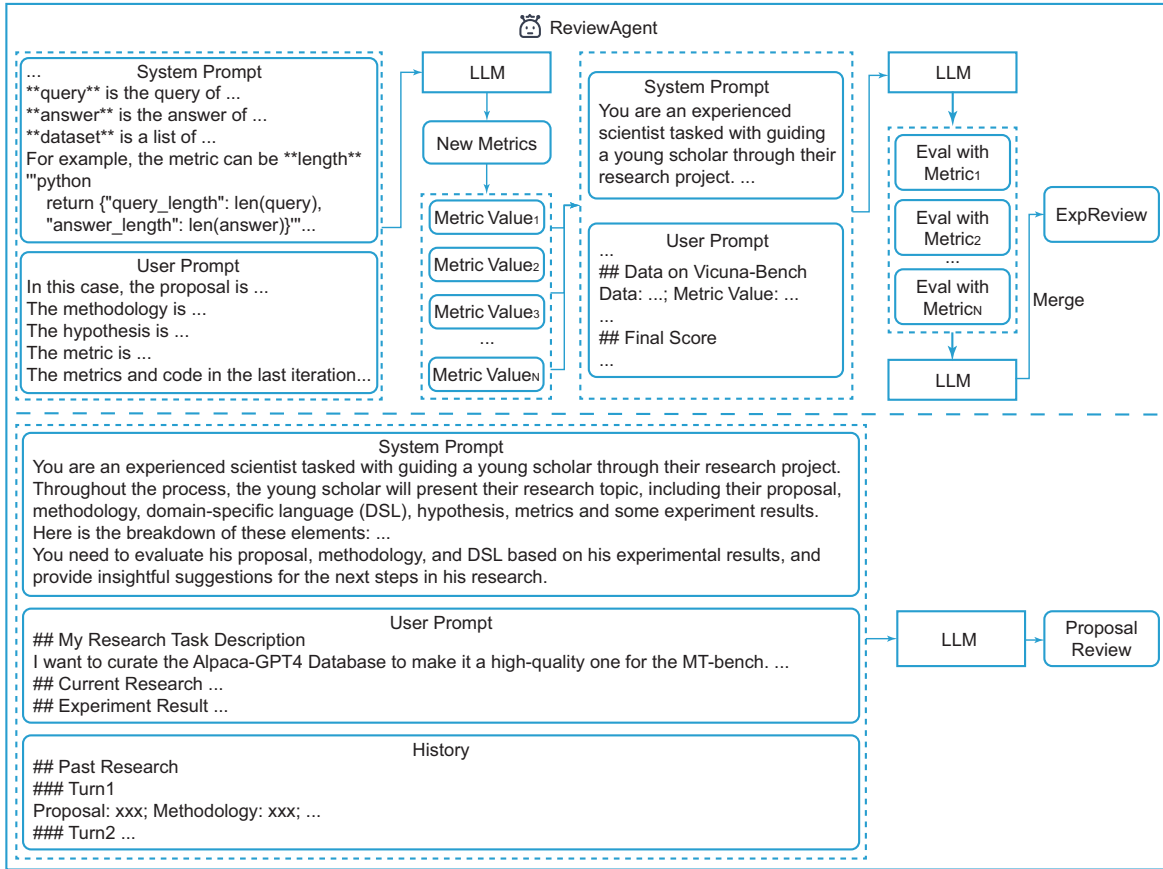 ReviewAgent
System Prompt
...
**query** is the query of ...
**answer** is the answer of ...
**dataset** is a list of ...
For example, the metric can be **length**
'"python
return {"query_length": len(query),
"answer_length": len(answer)}'"...
User Prompt
In this case, the proposal is ...
The methodology is ...
The hypothesis is ...
The metric is ...
The metrics and code in the last iteration...
LLM
New Metrics
Metric Value1
Metric Value2
Metric Value3
...
Metric ValueN
System Prompt
You are an experienced
scientist tasked with guiding
a young scholar through their
research project. ...
User Prompt
...
## Data on Vicuna-Bench
Data: ...; Metric Value: ...
...
## Final Score
...
LLM
Eval with
Metric1
Eval with
Metric2
...
Eval with
MetricN
LLM
Merge
ExpReview
System Prompt
You are an experienced scientist tasked with guiding a young scholar through their research project.
Throughout the process, the young scholar will present their research topic, including their proposal,
methodology, domain-specific language (DSL), hypothesis, metrics and some experiment results.
Here is the breakdown of these elements: ...
You need to evaluate his proposal, methodology, and DSL based on his experimental results, and
provide insightful suggestions for the next steps in his research.
User Prompt
## My Research Task Description
I want to curate the Alpaca-GPT4 Database to make it a high-quality one for the MT-bench. ...
## Current Research ...
## Experiment Result ...
History
## Past Research
### Turn1
Proposal: xxx; Methodology: xxx; ...
### Turn2 ...
LLM
Proposal
Review